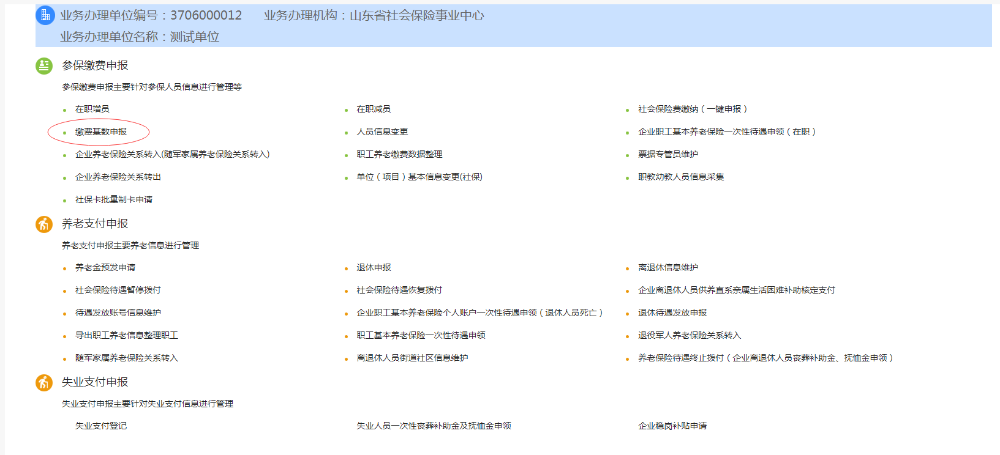 业务办理单位编号：3706000012 业务办理机构：山东省社会保险事业中心
业务办理单位名称：测试单位
参保缴费申报
参保缴费申报主要针对参保人员信息进行管理等
在职增员 在职减员 社会保险费缴纳（一键申报）
缴费基数申报 人员信息变更 企业职工基本养老保险一次性待遇申领（在职）
企业养老保险关系转入(随军家属养老保险关系转入) 职工养老缴费数据整理 票据专管员维护
企业养老保险关系转出 单位（项目）基本信息变更(社保) 职教幼教人员信息采集
社保卡批量制卡申请
养老支付申报
养老支付申报主要养老信息进行管理
养老金预发申请 退休申报 离退休信息维护
社会保险待遇暂停拨付 社会保险待遇恢复拨付 企业离退休人员供养直系亲属生活困难补助核定支付
待遇发放账号信息维护 企业职工基本养老保险个人账户一次性待遇申领（退休人员死亡） 退休待遇发放申报
导出职工养老信息整理职工 职工基本养老保险一次性待遇申领 退役军人养老保险关系转入
随军家属养老保险关系转入 离退休人员街道社区信息维护 养老保险待遇终止拨付（企业离退休人员丧葬补助金、抚恤金申领）
失业支付申报
失业支付申报主要针对失业支付信息进行管理
失业支付登记 失业人员一次性丧葬补助金及抚恤金申领 企业稳岗补贴申请